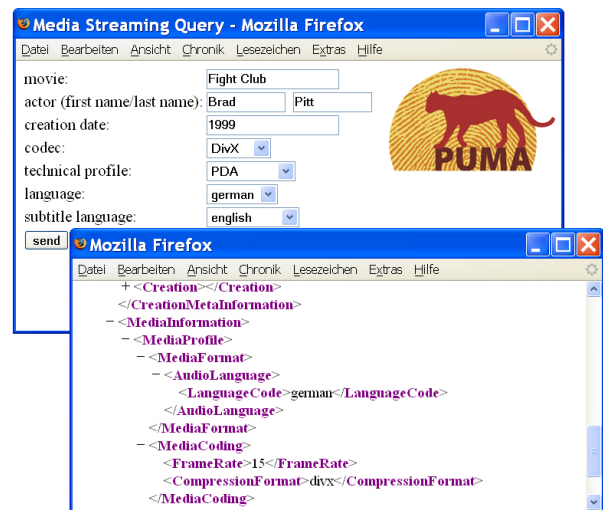 Media Streaming Query - Mozilla Firefox
Datei Bearbeiten Ansicht Chronik Lesezeichen Extras Hilfe
movie: Fight Club
actor (first name/last name): Brad Pitt
creation date: 1999
codec: DivX
technical profile: PDA
language: german
subtitle language: english
send
PUMA
Mozilla Firefox
Datei Bearbeiten Ansicht Chronik Lesezeichen Extras Hilfe
+ <Creation></Creation>
</CreationMetaInformation>
− <MediaInformation>
− <MediaProfile>
− <MediaFormat>
− <AudioLanguage>
<LanguageCode>german</LanguageCode>
</AudioLanguage>
</MediaFormat>
− <MediaCoding>
<FrameRate>15</FrameRate>
<CompressionFormat>divx</CompressionFormat>
</MediaCoding>